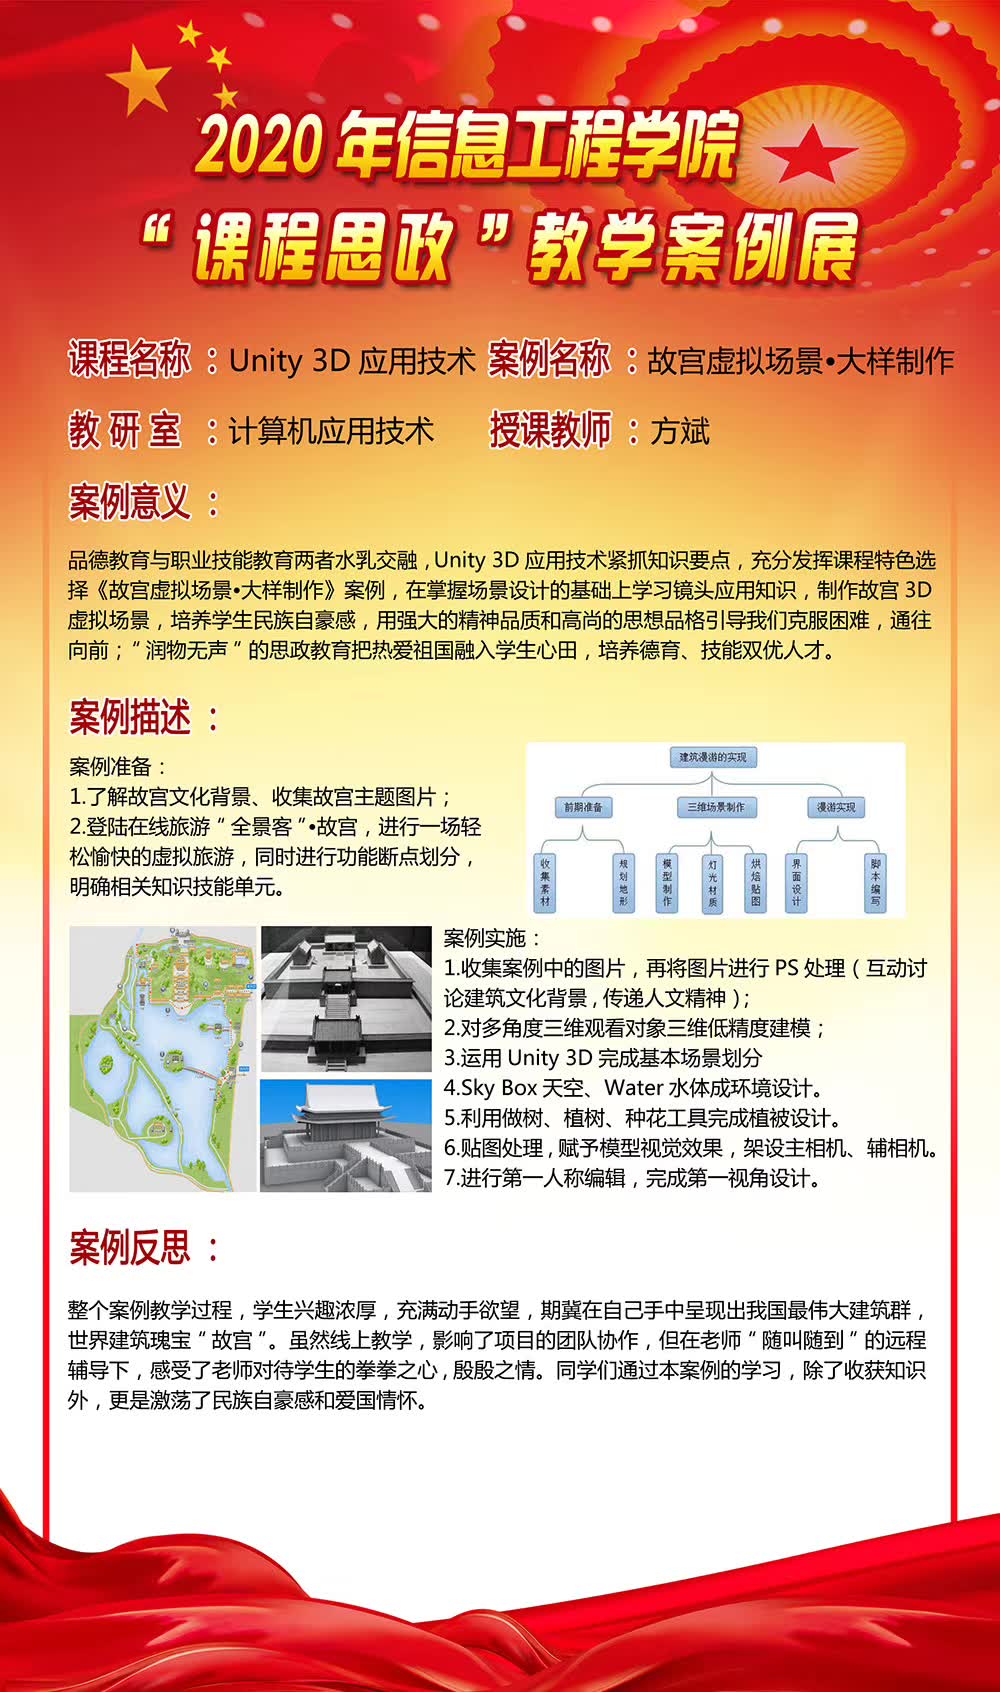 2020 年信息工程学院
“ 课程思政 ” 教学案例展
课程名称 ：Unity 3D 应用技术 案例名称 ：故宫虚拟场景•大样制作
教 研 室 ：计算机应用技术 授课教师 ：方斌
案例意义 ：
品德教育与职业技能教育两者水乳交融，Unity 3D 应用技术紧抓知识要点，充分发挥课程特色选
择《故宫虚拟场景•大样制作》案例，在掌握场景设计的基础上学习镜头应用知识，制作故宫 3D
虚拟场景，培养学生民族自豪感，用强大的精神品质和高尚的思想品格引导我们克服困难，通往
向前；“ 润物无声 ” 的思政教育把热爱祖国融入学生心田，培养德育、技能双优人才。
案例描述 ：
案例准备：
1.了解故宫文化背景、收集故宫主题图片；
2.登陆在线旅游 “ 全景客 ”•故宫，进行一场轻
松愉快的虚拟旅游，同时进行功能断点划分，
明确相关知识技能单元。
建筑漫游的实现
前期准备 三维场景制作 漫游实现
收集素材 规划地形 模型制作 灯光材质 烘焙贴图 界面设计 脚本编写
案例实施：
1.收集案例中的图片，再将图片进行 PS 处理（互动讨
论建筑文化背景，传递人文精神）；
2.对多角度三维观看对象三维低精度建模；
3.运用 Unity 3D 完成基本场景划分
4.Sky Box 天空、Water 水体成环境设计。
5.利用做树、植树、种花工具完成植被设计。
6.贴图处理，赋予模型视觉效果，架设主相机、辅相机。
7.进行第一人称编辑，完成第一视角设计。
案例反思 ：
整个案例教学过程，学生兴趣浓厚，充满动手欲望，期冀在自己手中呈现出我国最伟大建筑群，
世界建筑瑰宝 “ 故宫 ”。虽然线上教学，影响了项目的团队协作，但在老师 “ 随叫随到 ” 的远程
辅导下，感受了老师对待学生的拳拳之心，殷殷之情。同学们通过本案例的学习，除了收获知识
外，更是激荡了民族自豪感和爱国情怀。